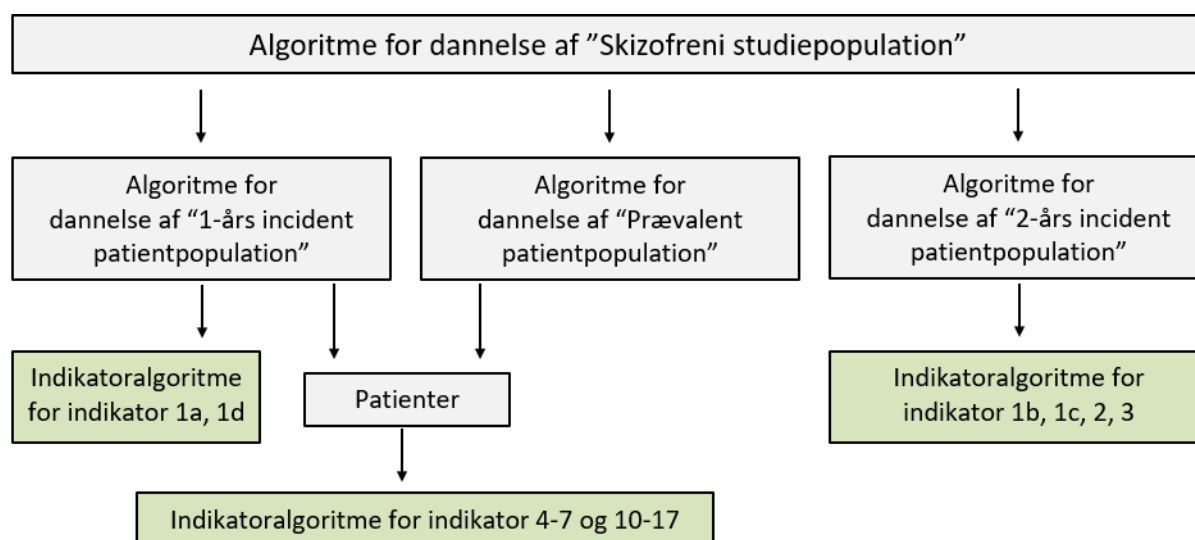 Algoritme for dannelse af ”Skizofreni studiepopulation”
Algoritme for
dannelse af “1-års incident
patientpopulation”
Algoritme for
dannelse af “Prævalent
patientpopulation”
Algoritme for
dannelse af “2-års incident
patientpopulation”
Indikatoralgoritme
for indikator 1a, 1d
Patienter
Indikatoralgoritme for
indikator 1b, 1c, 2, 3
Indikatoralgoritme for indikator 4-7 og 10-17